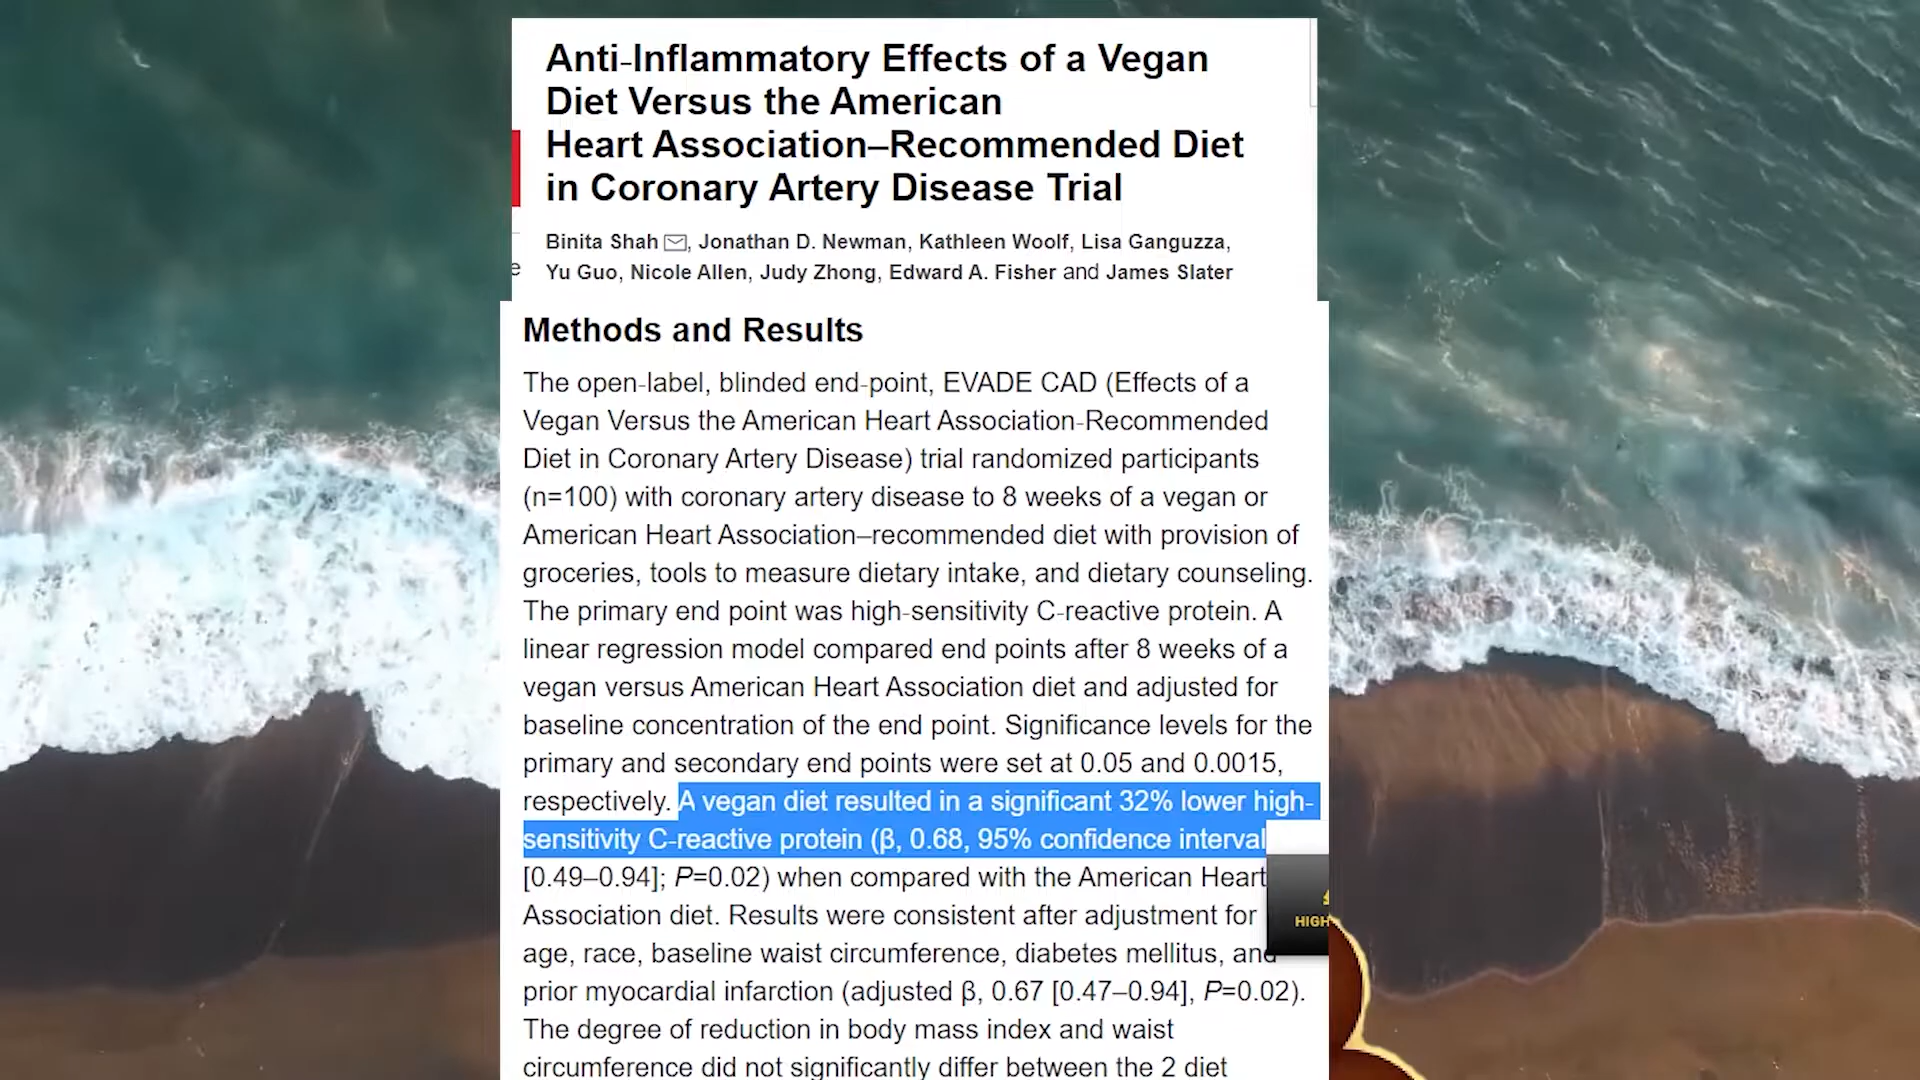 Anti-Inflammatory Effects of a Vegan
Diet Versus the American
Heart Association–Recommended Diet
in Coronary Artery Disease Trial
Binita Shah, Jonathan D. Newman, Kathleen Woolf, Lisa Ganguzza,
e Yu Guo, Nicole Allen, Judy Zhong, Edward A. Fisher and James Slater
Methods and Results
The open-label, blinded end-point, EVADE CAD (Effects of a
Vegan Versus the American Heart Association-Recommended
Diet in Coronary Artery Disease) trial randomized participants
(n=100) with coronary artery disease to 8 weeks of a vegan or
American Heart Association–recommended diet with provision of
groceries, tools to measure dietary intake, and dietary counseling.
The primary end point was high-sensitivity C-reactive protein. A
linear regression model compared end points after 8 weeks of a
vegan versus American Heart Association diet and adjusted for
baseline concentration of the end point. Significance levels for the
primary and secondary end points were set at 0.05 and 0.0015,
respectively. A vegan diet resulted in a significant 32% lower high-
sensitivity C-reactive protein (β, 0.68, 95% confidence interval
[0.49–0.94]; P=0.02) when compared with the American Heart
Association diet. Results were consistent after adjustment for
HIGH
age, race, baseline waist circumference, diabetes mellitus, and
prior myocardial infarction (adjusted β, 0.67 [0.47–0.94], P=0.02).
The degree of reduction in body mass index and waist
circumference did not significantly differ between the 2 diet